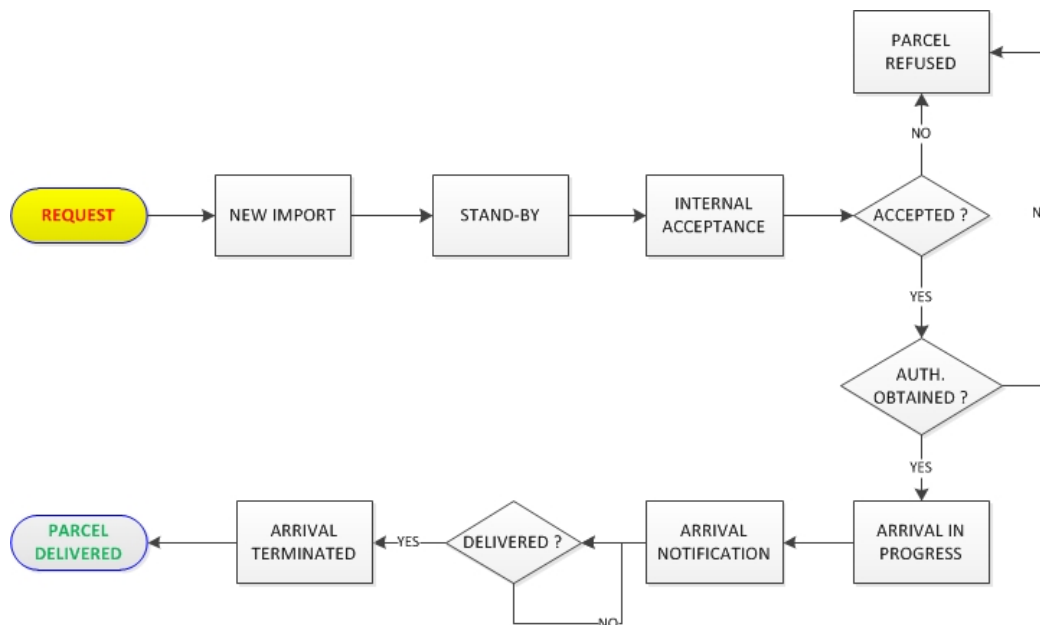 PARCEL
REFUSED
NO
REQUEST
NEW IMPORT
STAND-BY
INTERNAL
ACCEPTANCE
ACCEPTED ?
YES
AUTH.
OBTAINED ?
YES
PARCEL
DELIVERED
ARRIVAL
TERMINATED
YES
DELIVERED ?
NO
ARRIVAL
NOTIFICATION
ARRIVAL IN
PROGRESS